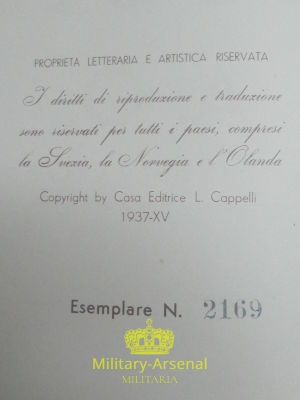 PROPRIETÀ LETTERARIA E ARTISTICA RISERVATA
I diritti di riproduzione e traduzione
sono riservati per tutti i paesi, compresi
la Svezia, la Norvegia e l'Olanda
Copyright by Casa Editrice L. Cappelli
1937-XV
Esemplare N. 2169
Military-Arsenal
MILITARIA